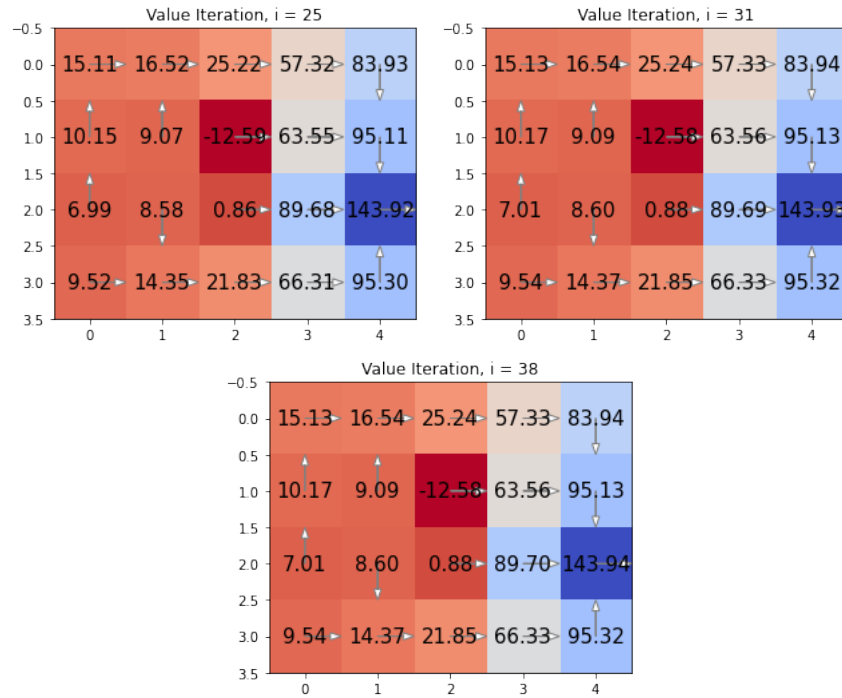 Value Iteration, i = 25
−0.5
0.0 15.11 16.52 25.22 57.32 83.93
0.5
1.0 10.15 9.07 -12.59 63.55 95.11
1.5
2.0 6.99 8.58 0.86 89.68 143.92
2.5
3.0 9.52 14.35 21.83 66.31 95.30
3.5
0 1 2 3 4
Value Iteration, i = 31
−0.5
0.0 15.13 16.54 25.24 57.33 83.94
0.5
1.0 10.17 9.09 -12.58 63.56 95.13
1.5
2.0 7.01 8.60 0.88 89.69 143.93
2.5
3.0 9.54 14.37 21.85 66.33 95.32
3.5
0 1 2 3 4
Value Iteration, i = 38
−0.5
0.0 15.13 16.54 25.24 57.33 83.94
0.5
1.0 10.17 9.09 -12.58 63.56 95.13
1.5
2.0 7.01 8.60 0.88 89.70 143.94
2.5
3.0 9.54 14.37 21.85 66.33 95.32
3.5
0 1 2 3 4